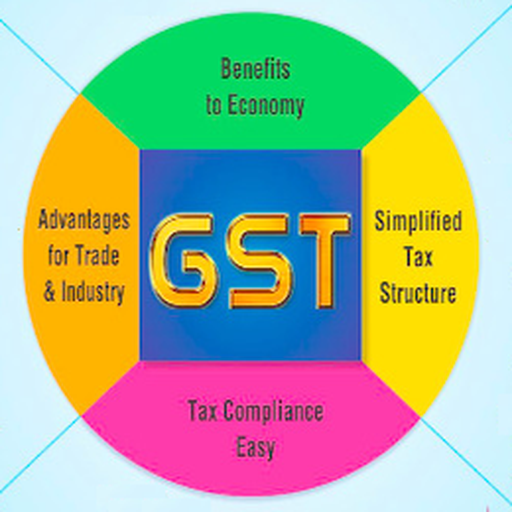 Benefits
to Economy
Advantages
for Trade
& Industry
GST
Simplified
Tax
Structure
Tax Compliance
Easy